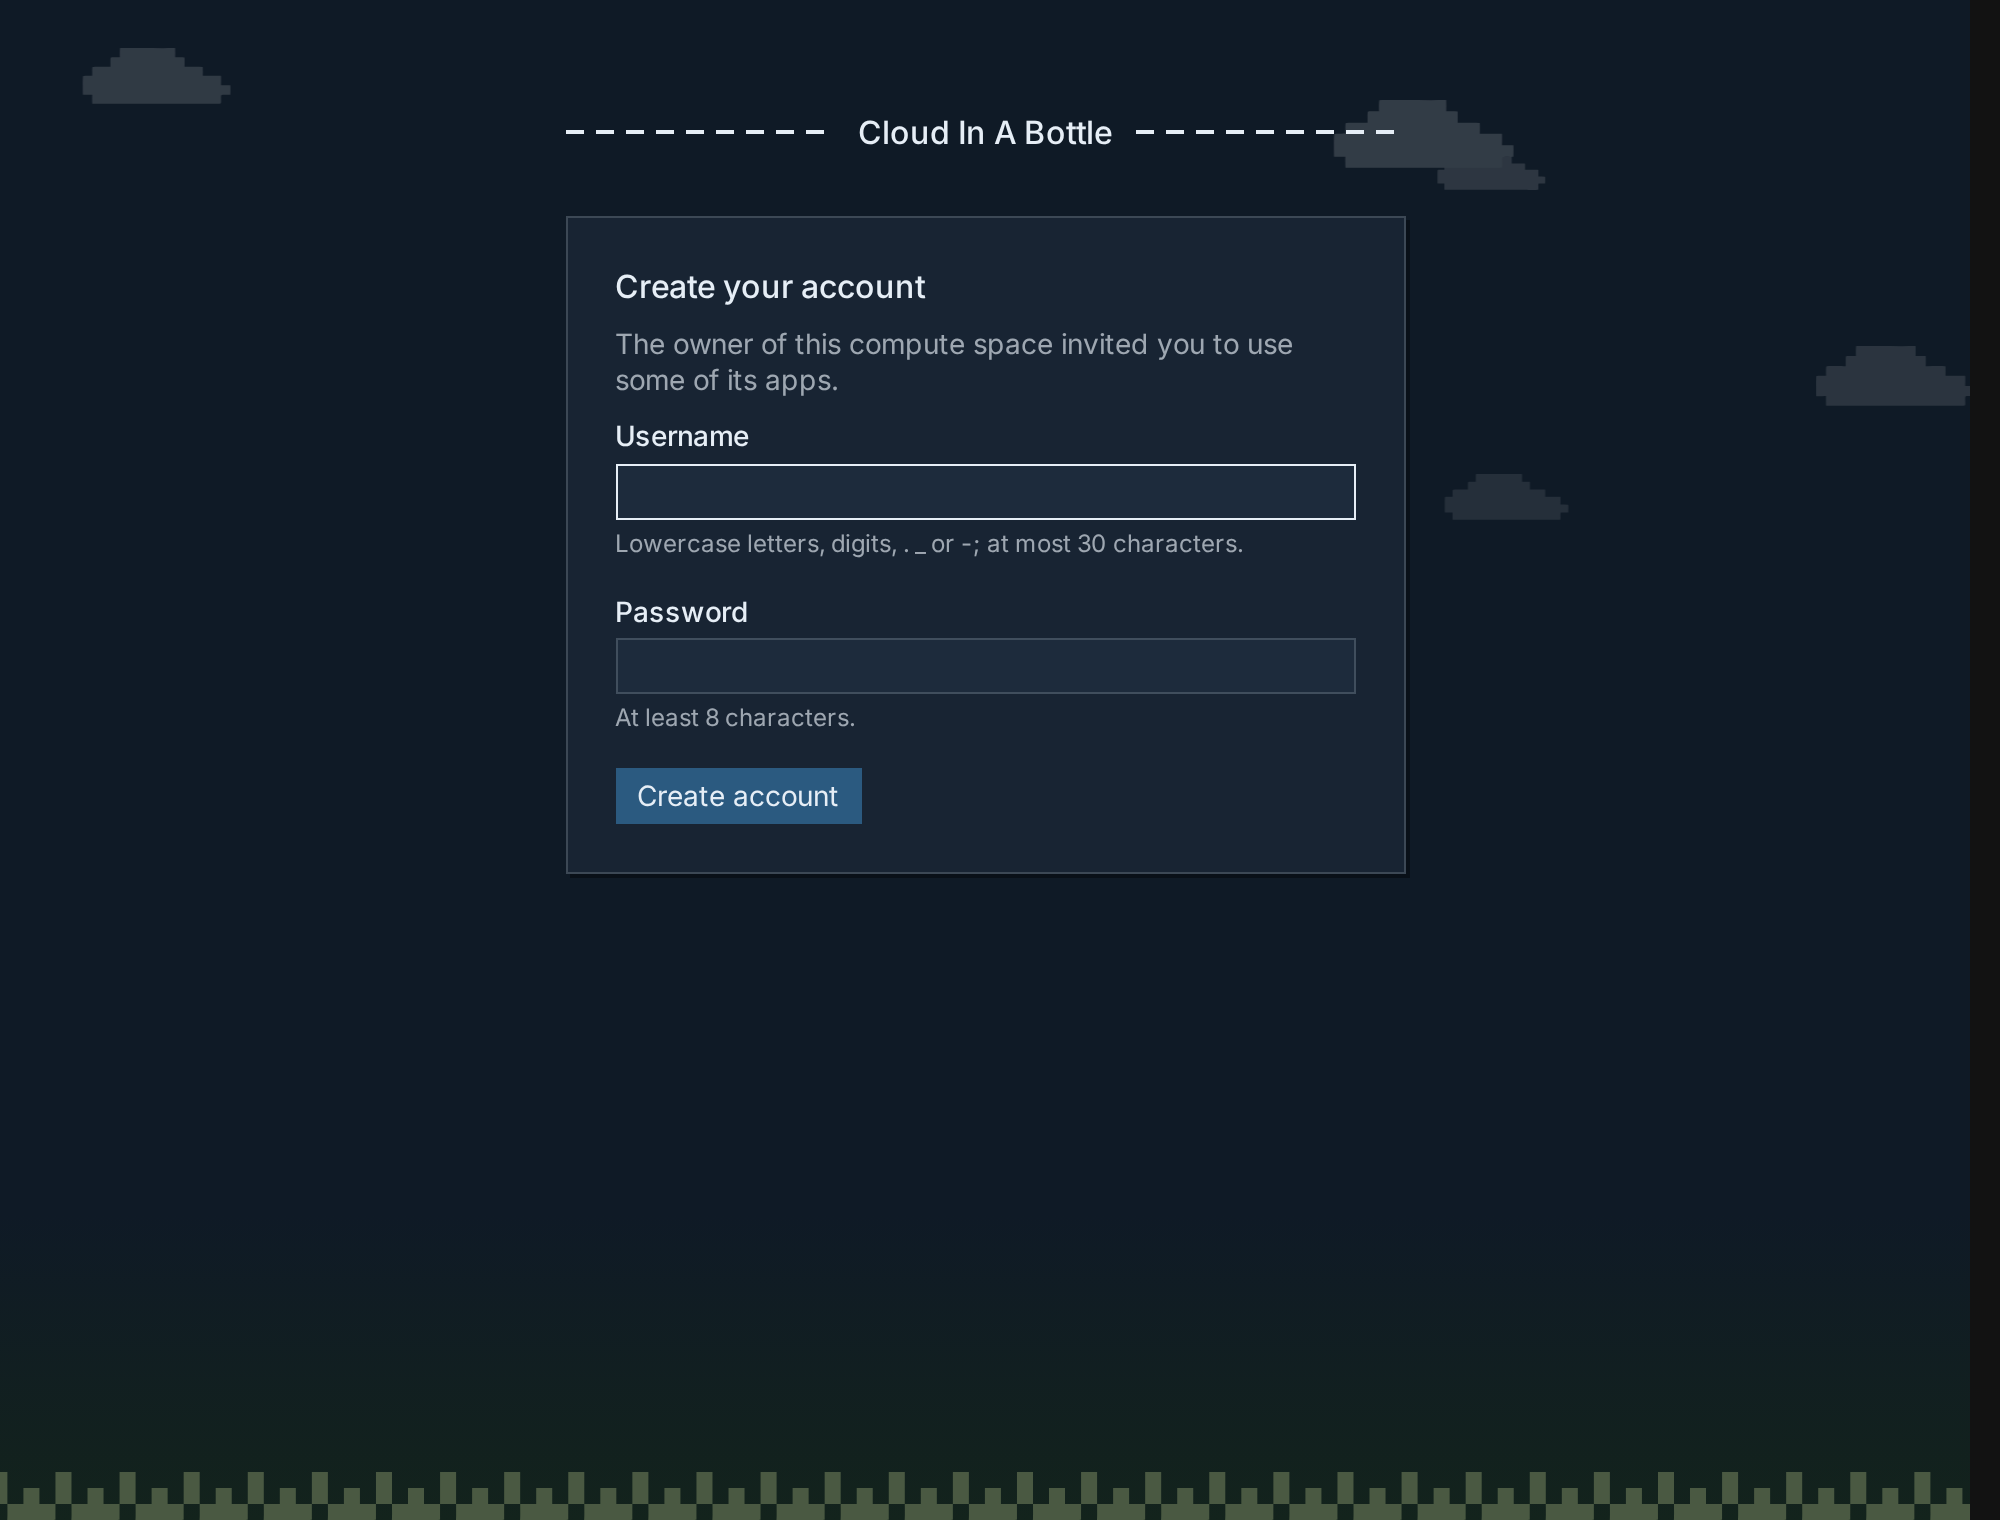 Cloud In A Bottle
Create your account
The owner of this compute space invited you to use
some of its apps.
Username
Lowercase letters, digits, . _ or -; at most 30 characters.
Password
At least 8 characters.
Create account